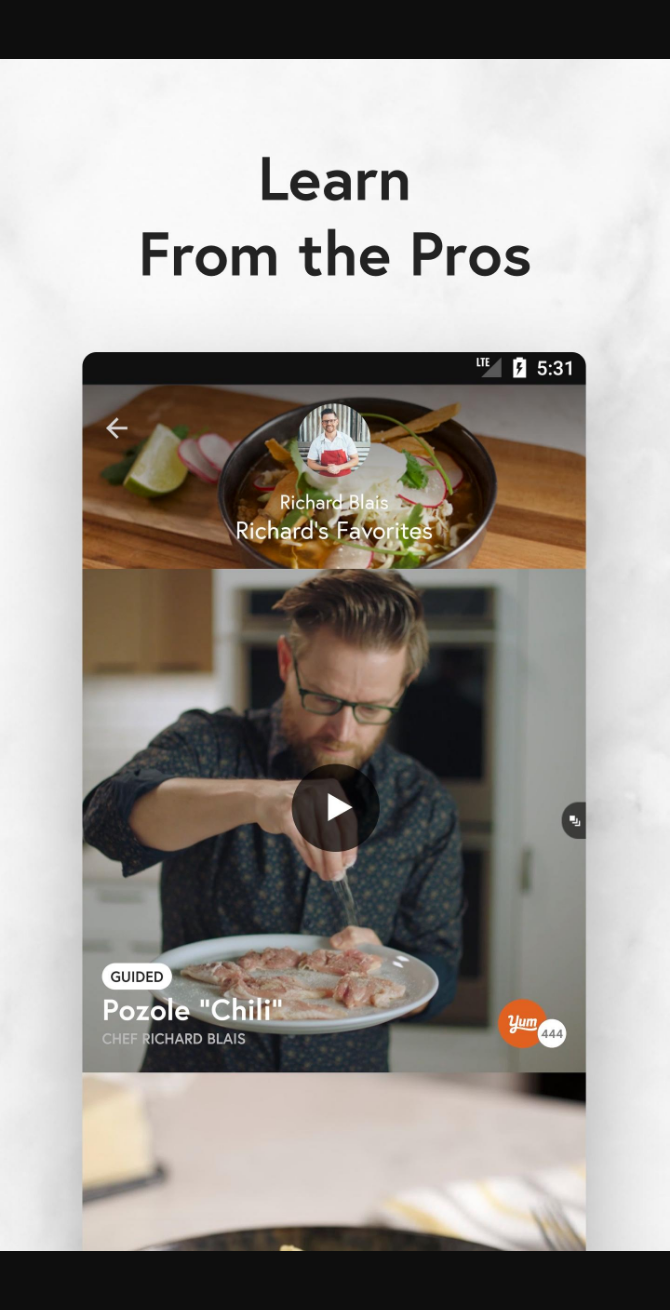 Learn
From the Pros
LTE 5:31
Richard Blais
Richard's Favorites
GUIDED
Pozole "Chili"
CHEF RICHARD BLAIS
Yum
444